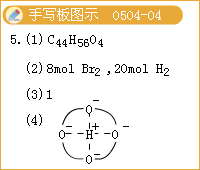 手写板图示 0504-04
5.(1) C₄₄H₅₆O₄
(2) 8mol Br₂ ,20mol H₂
(3) 1
(4)
O⁻
O⁻ H⁺ O⁻
O⁻